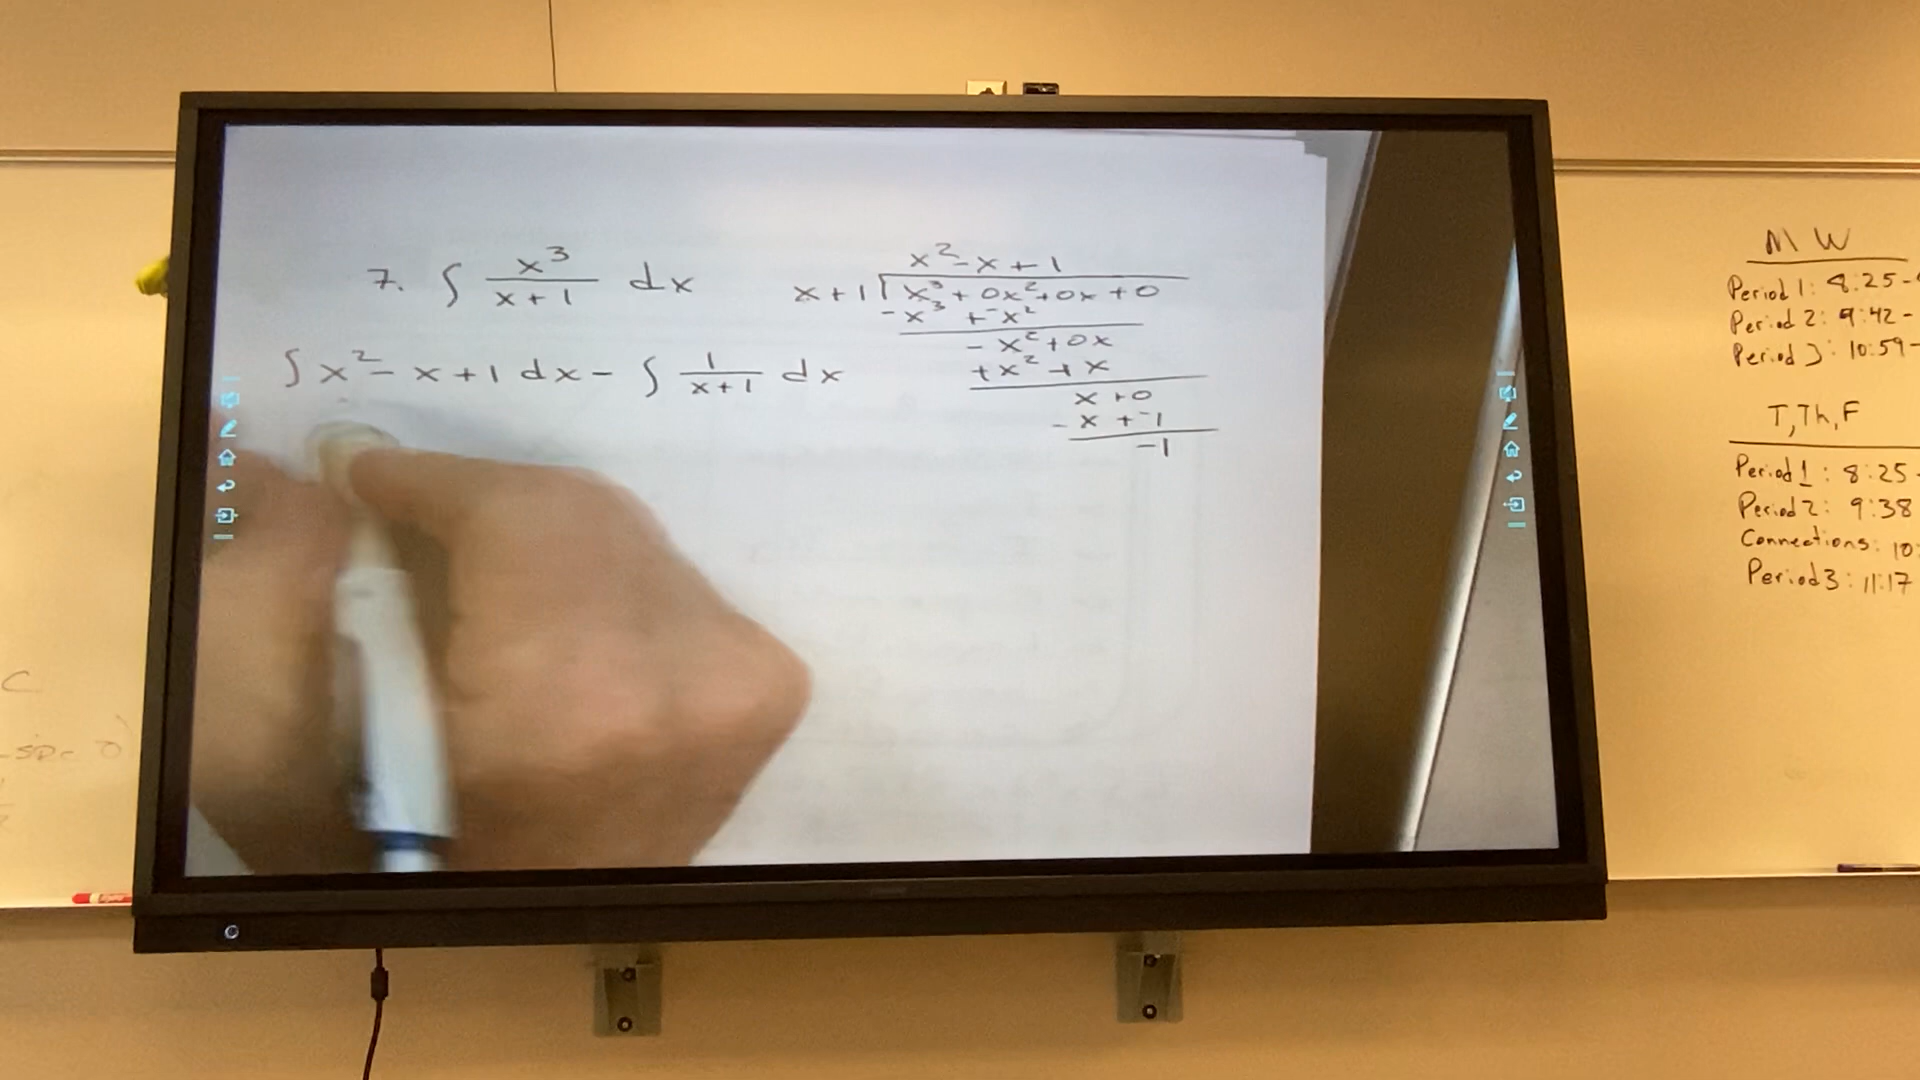 7. ∫ x³/(x+1) dx
∫ x² - x + 1 dx - ∫ 1/(x+1) dx
x² - x + 1
x + 1 ⟌ x³ + 0x² + 0x + 0
- x³ + - x²
- x² + 0x
+ x² + x
x + 0
- x + -1
-1
M W
Period 1: 8:25-
Period 2: 9:42-
Period 3: 10:59-
T, Th, F
Period 1: 8:25-
Period 2: 9:38
Connections: 10:
Period 3: 11:17
C